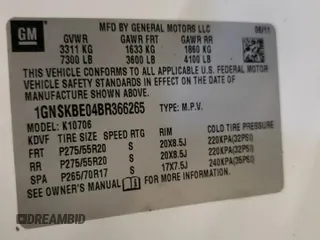 GM
MFD BY GENERAL MOTORS LLC 06/11
GVWR GAWR FRT GAWR RR
3311 KG 1633 KG 1860 KG
7300 LB 3600 LB 4100 LB
THIS VEHICLE CONFORMS TO ALL APPLICABLE U.S. FEDERAL MOTOR
VEHICLE SAFETY STANDARDS IN EFFECT ON THE DATE OF
MANUFACTURE SHOWN ABOVE.
1GNSKBE04BR366265 TYPE: M.P.V.
MODEL: K10706
KDVF TIRE SIZE SPEED RTG RIM COLD TIRE PRESSURE
FRT P275/55R20 S 20X8.5J 220KPA(32PSI)
RR P275/55R20 S 20X8.5J 220KPA(32PSI)
SPA P265/70R17 S 17X7.5J 240KPA(35PSI)
SEE OWNER'S MANUAL FOR MORE INFORMATION.
DREAMBID